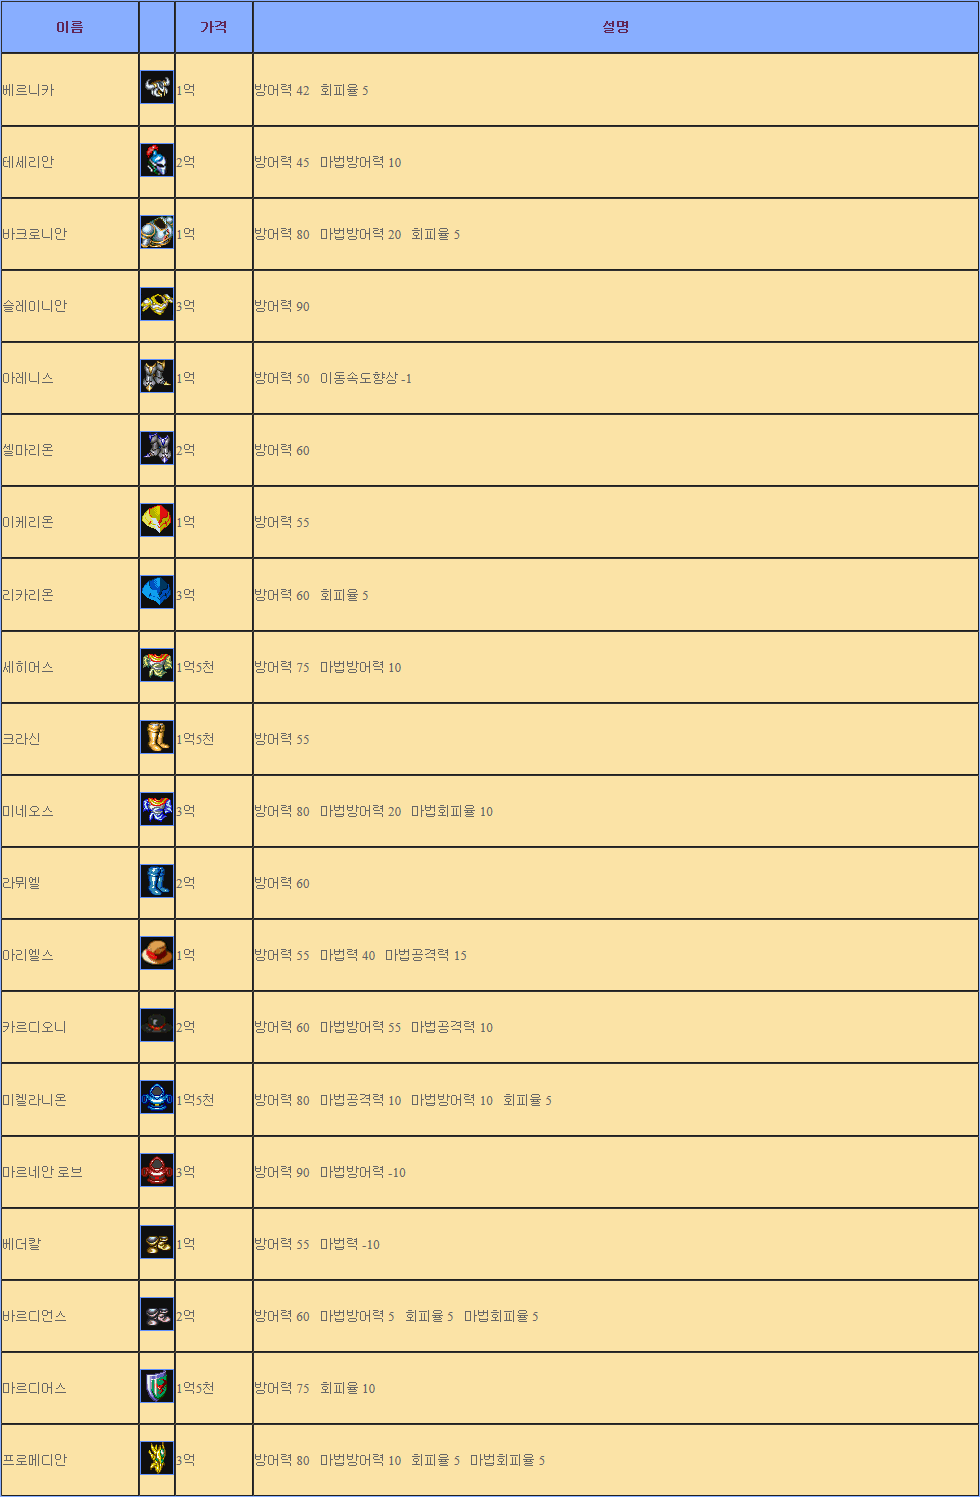 이름 가격 설명
베르니카 1억 방어력 42 회피율 5
테세리안 2억 방어력 45 마법방어력 10
바크로니안 1억 방어력 80 마법방어력 20 회피율 5
슬레이니안 3억 방어력 90
아레니스 1억 방어력 50 이동속도향상 -1
셀마리온 2억 방어력 60
이케리온 1억 방어력 55
리카리온 3억 방어력 60 회피율 5
세히어스 1억5천 방어력 75 마법방어력 10
크라신 1억5천 방어력 55
미네오스 3억 방어력 80 마법방어력 20 마법회피율 10
라뮈엘 2억 방어력 60
아리엘스 1억 방어력 55 마법력 40 마법공격력 15
카르디오니 2억 방어력 60 마법방어력 55 마법공격력 10
미켈라니온 1억5천 방어력 80 마법공격력 10 마법방어력 10 회피율 5
마르네안 로브 3억 방어력 90 마법방어력 -10
베더칼 1억 방어력 55 마법력 -10
바르디언스 2억 방어력 60 마법방어력 5 회피율 5 마법회피율 5
마르디어스 1억5천 방어력 75 회피율 10
프로메디안 3억 방어력 80 마법방어력 10 회피율 5 마법회피율 5